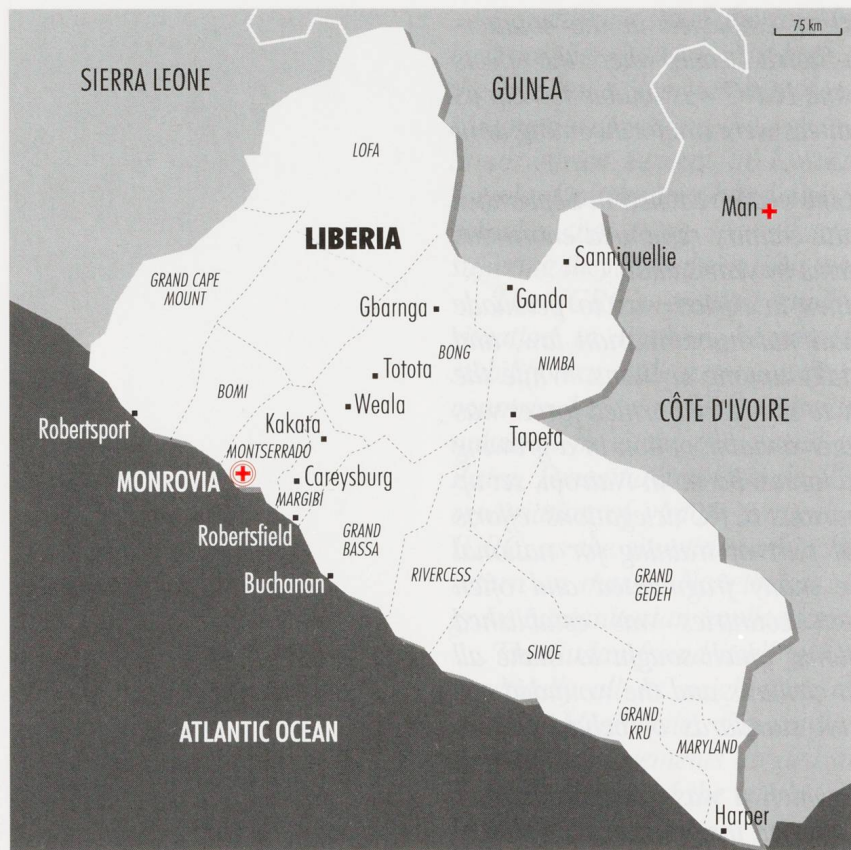 75 km
SIERRA LEONE
GUINEA
LOFA
Man
LIBERIA
Sanniquellie
GRAND CAPE
MOUNT
Ganda
Gbarnga
BONG
NIMBA
Totota
BOMI
Weala
CÔTE D'IVOIRE
Robertsport
Kakata
Tapeta
MONTSERRADO
MONROVIA
Careysburg
MARGIBI
Robertsfield
GRAND
BASSA
Buchanan
RIVERCESS
GRAND
GEDEH
SINOE
ATLANTIC OCEAN
GRAND
KRU
MARYLAND
Harper